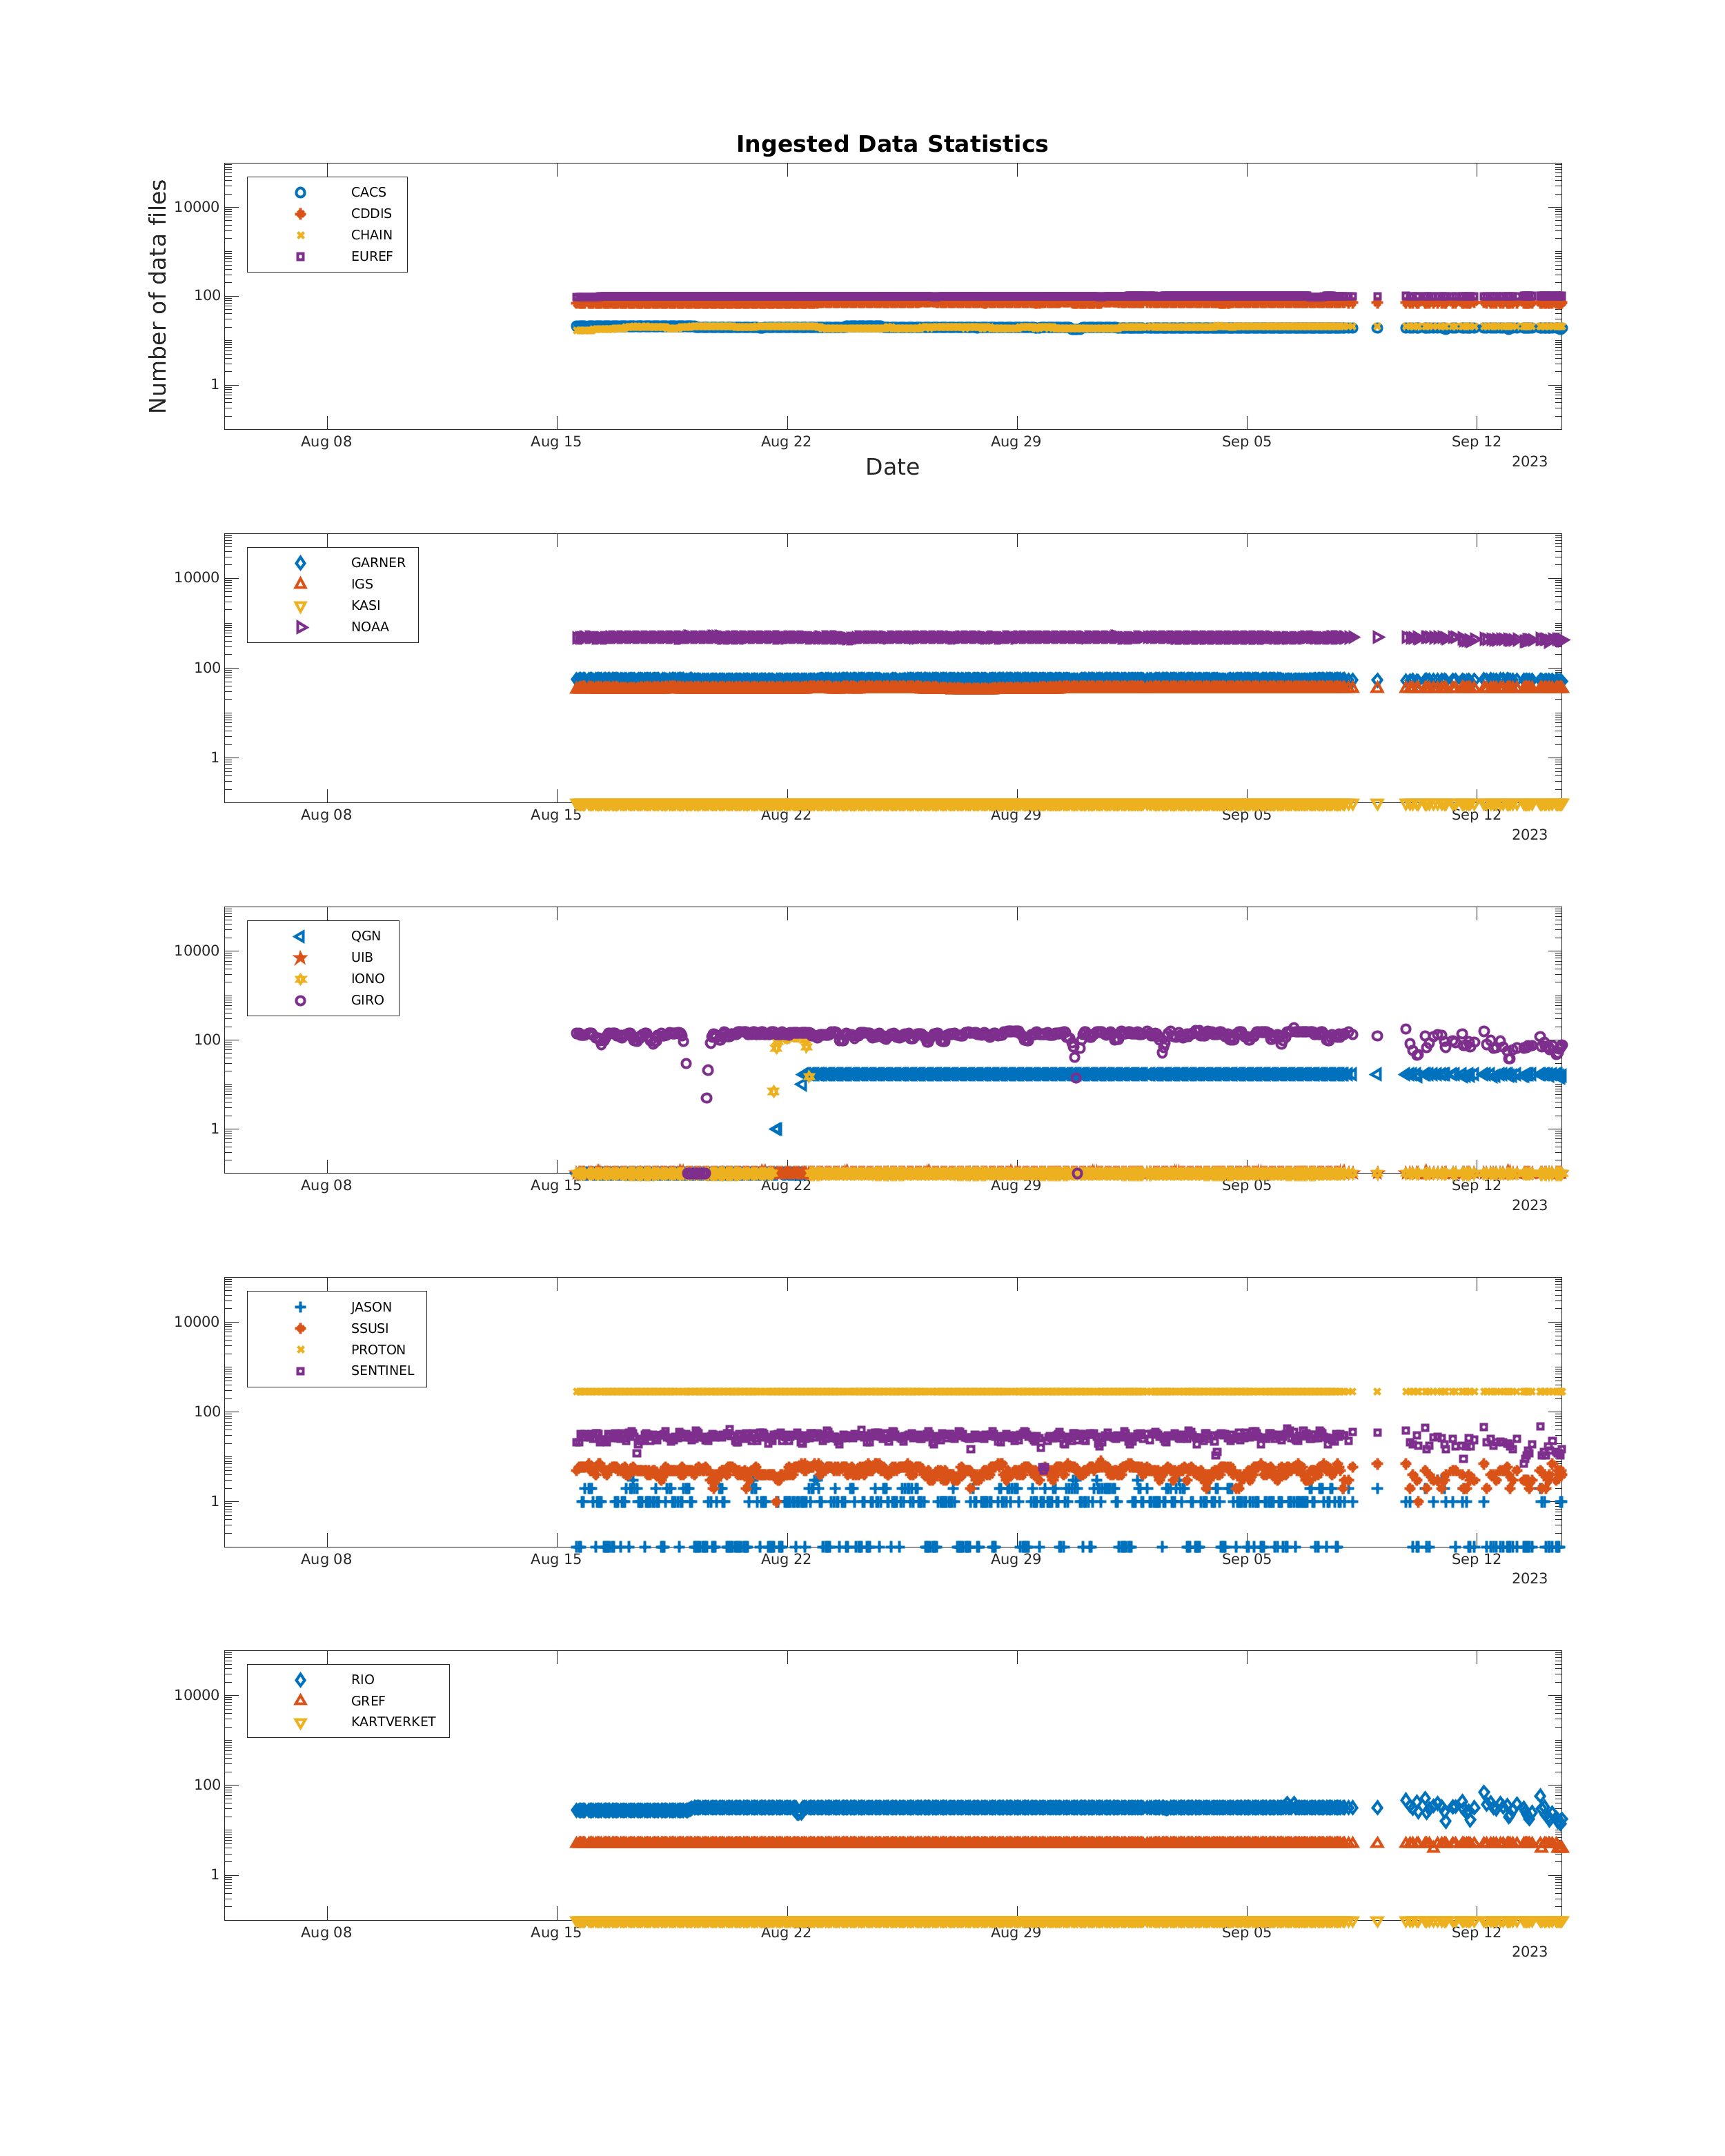 Ingested Data Statistics
Number of data files
10000
100
1
CACS
CDDIS
CHAIN
EUREF
Aug 08 Aug 15 Aug 22 Aug 29 Sep 05 Sep 12
2023
Date
10000
100
1
GARNER
IGS
KASI
NOAA
Aug 08 Aug 15 Aug 22 Aug 29 Sep 05 Sep 12
2023
10000
100
1
QGN
UIB
IONO
GIRO
Aug 08 Aug 15 Aug 22 Aug 29 Sep 05 Sep 12
2023
10000
100
1
JASON
SSUSI
PROTON
SENTINEL
Aug 08 Aug 15 Aug 22 Aug 29 Sep 05 Sep 12
2023
10000
100
1
RIO
GREF
KARTVERKET
Aug 08 Aug 15 Aug 22 Aug 29 Sep 05 Sep 12
2023